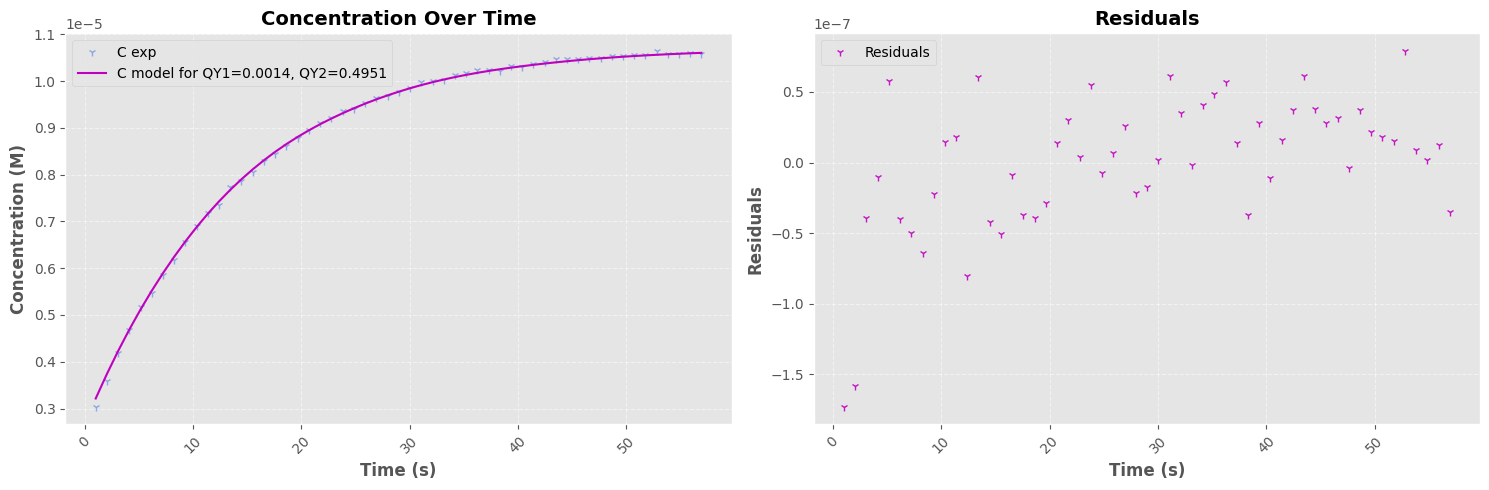 Concentration Over Time
1e−5
C exp
C model for QY1=0.0014, QY2=0.4951
Concentration (M)
1.1
1.0
0.9
0.8
0.7
0.6
0.5
0.4
0.3
0
10
20
30
40
50
Time (s)
Residuals
1e−7
Residuals
Residuals
0.5
0.0
−0.5
−1.0
−1.5
0
10
20
30
40
50
Time (s)